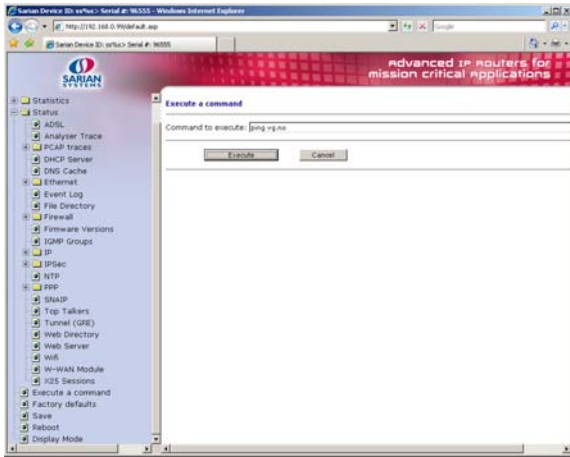 Sarian Device ID: ss%s> Serial #: 96555 - Windows Internet Explorer
http://192.168.0.99/default.asp
Google
Sarian Device ID: ss%s> Serial #: 96555
SARIAN
SYSTEMS
Advanced IP Routers for
mission critical applications
Statistics
Status
ADSL
Analyser Trace
PCAP traces
DHCP Server
DNS Cache
Ethernet
Event Log
File Directory
Firewall
Firmware Versions
IGMP Groups
IP
IPSec
NTP
PPP
SNAIP
Top Talkers
Tunnel (GRE)
Web Directory
Web Server
Wifi
W-WAN Module
X25 Sessions
Execute a command
Factory defaults
Save
Reboot
Display Mode
Execute a command
Command to execute: ping vg.no
Execute
Cancel